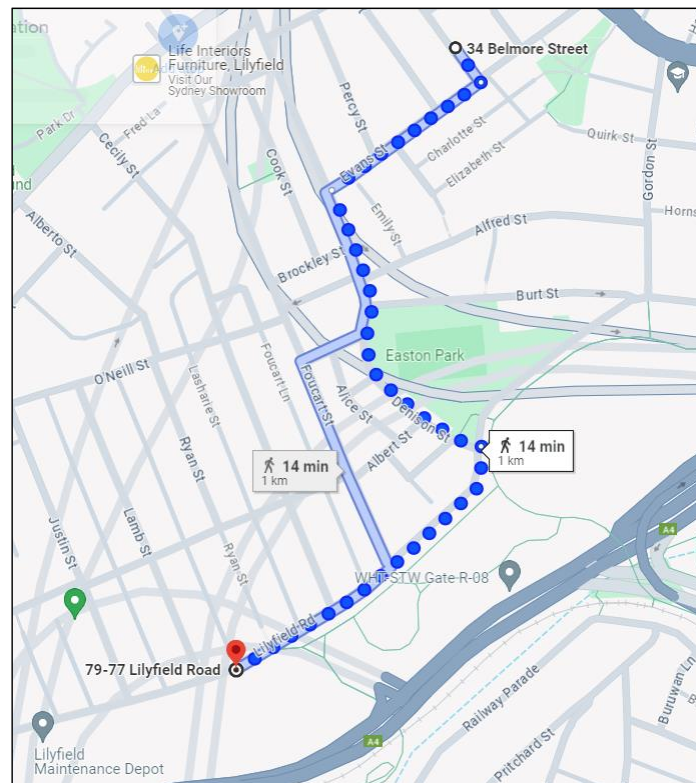 Life Interiors
Furniture, Lilyfield
Visit Our
Sydney Showroom
34 Belmore Street
Park Dr
Fred La
Cecily St
Percy St
Charlotte St
Quirk St
Evans St
Elizabeth St
Gordon St
Cook St
Alberto St
Emily St
Alfred St
Brockley St
Burt St
Easton Park
O'Neill St
Foucart Ln
Foucart St
Lasharie St
Alice St
Denison St
Ryan St
Albert St
14 min
1 km
14 min
1 km
Justin St
Lamb St
Ryan St
A4
WHT STW Gate R-08
Lilyfield Rd
79-77 Lilyfield Road
Railway Parade
Buruwan Ln
A4
Pritchard St
Lilyfield
Maintenance Depot